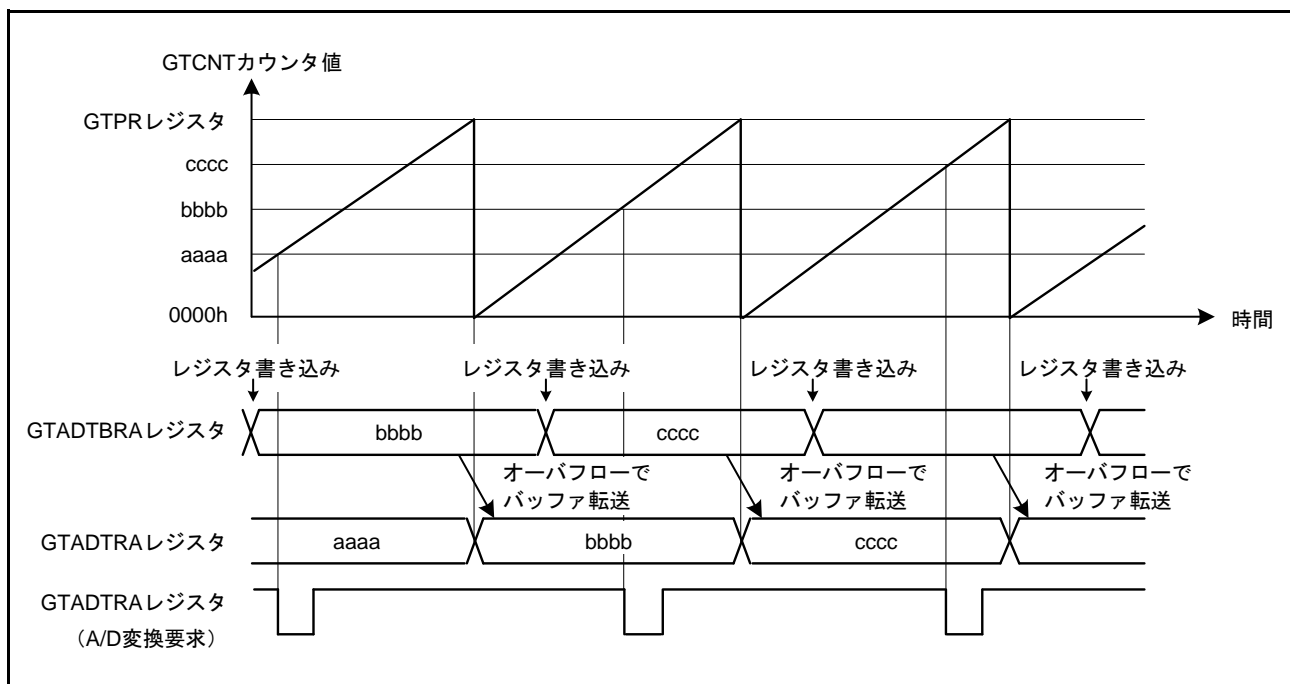 GTCNTカウンタ値
GTPRレジスタ
cccc
bbbb
aaaa
0000h
時間
レジスタ書き込み
レジスタ書き込み
レジスタ書き込み
レジスタ書き込み
GTADTBRAレジスタ
bbbb
cccc
オーバフローで
バッファ転送
オーバフローで
バッファ転送
オーバフローで
バッファ転送
GTADTRAレジスタ
aaaa
bbbb
cccc
GTADTRAレジスタ
（A/D変換要求）